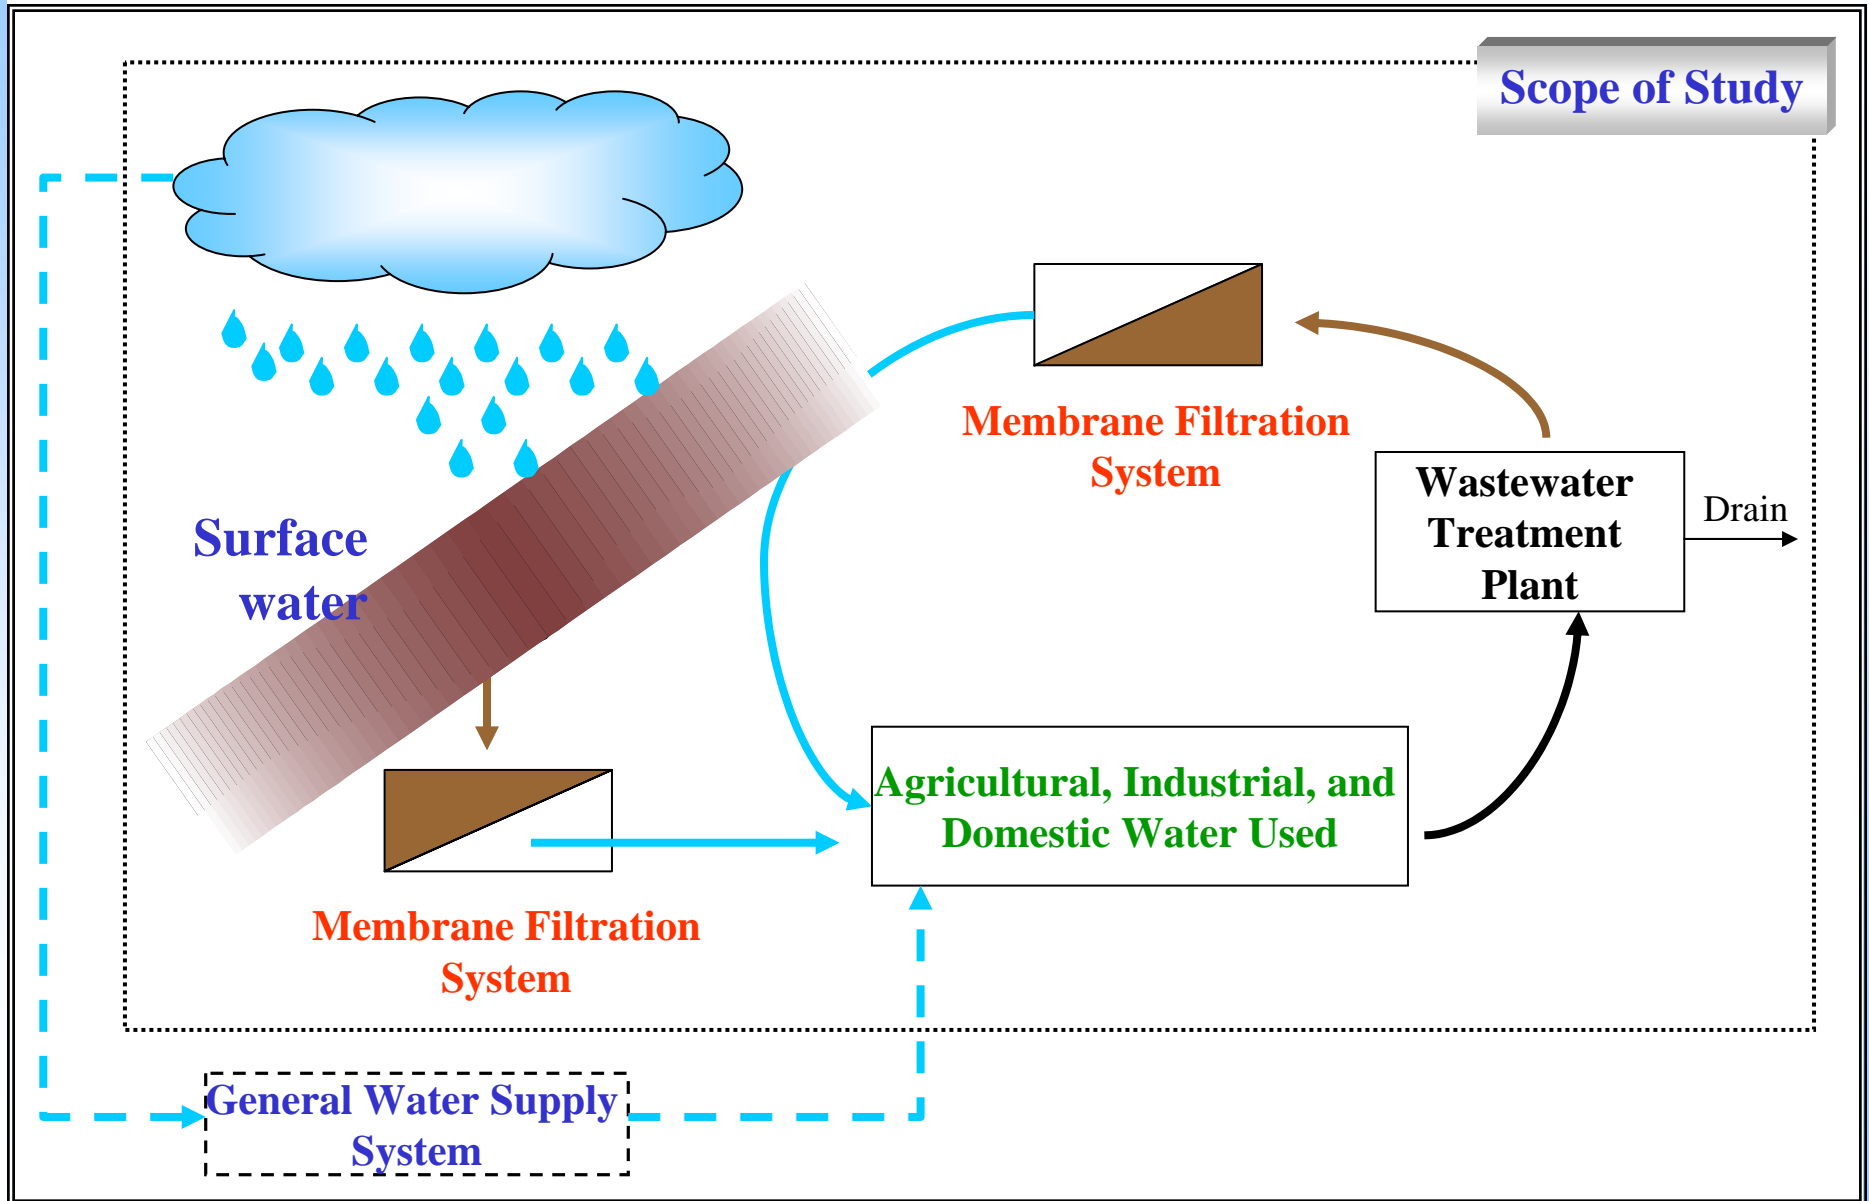 Scope of Study
Membrane Filtration
System
Wastewater
Treatment
Plant
Drain
Surface
water
Agricultural, Industrial, and
Domestic Water Used
Membrane Filtration
System
General Water Supply
System